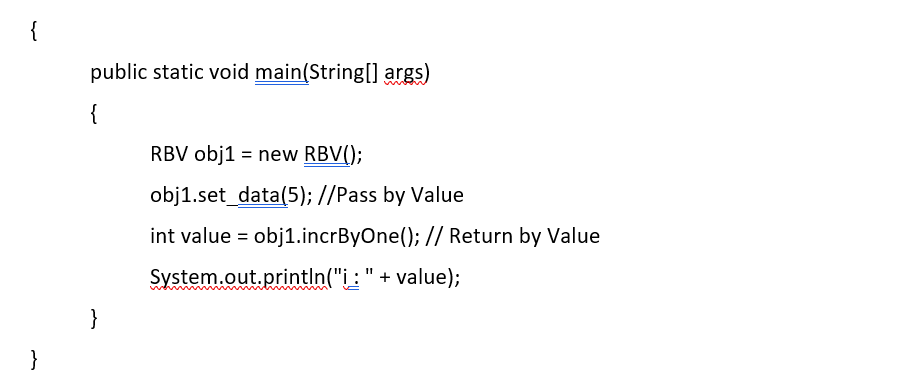 {
public static void main(String[] args)
{
RBV obj1 = new RBV();
obj1.set_data(5); //Pass by Value
int value = obj1.incrByOne(); // Return by Value
System.out.println("i : " + value);
}
}